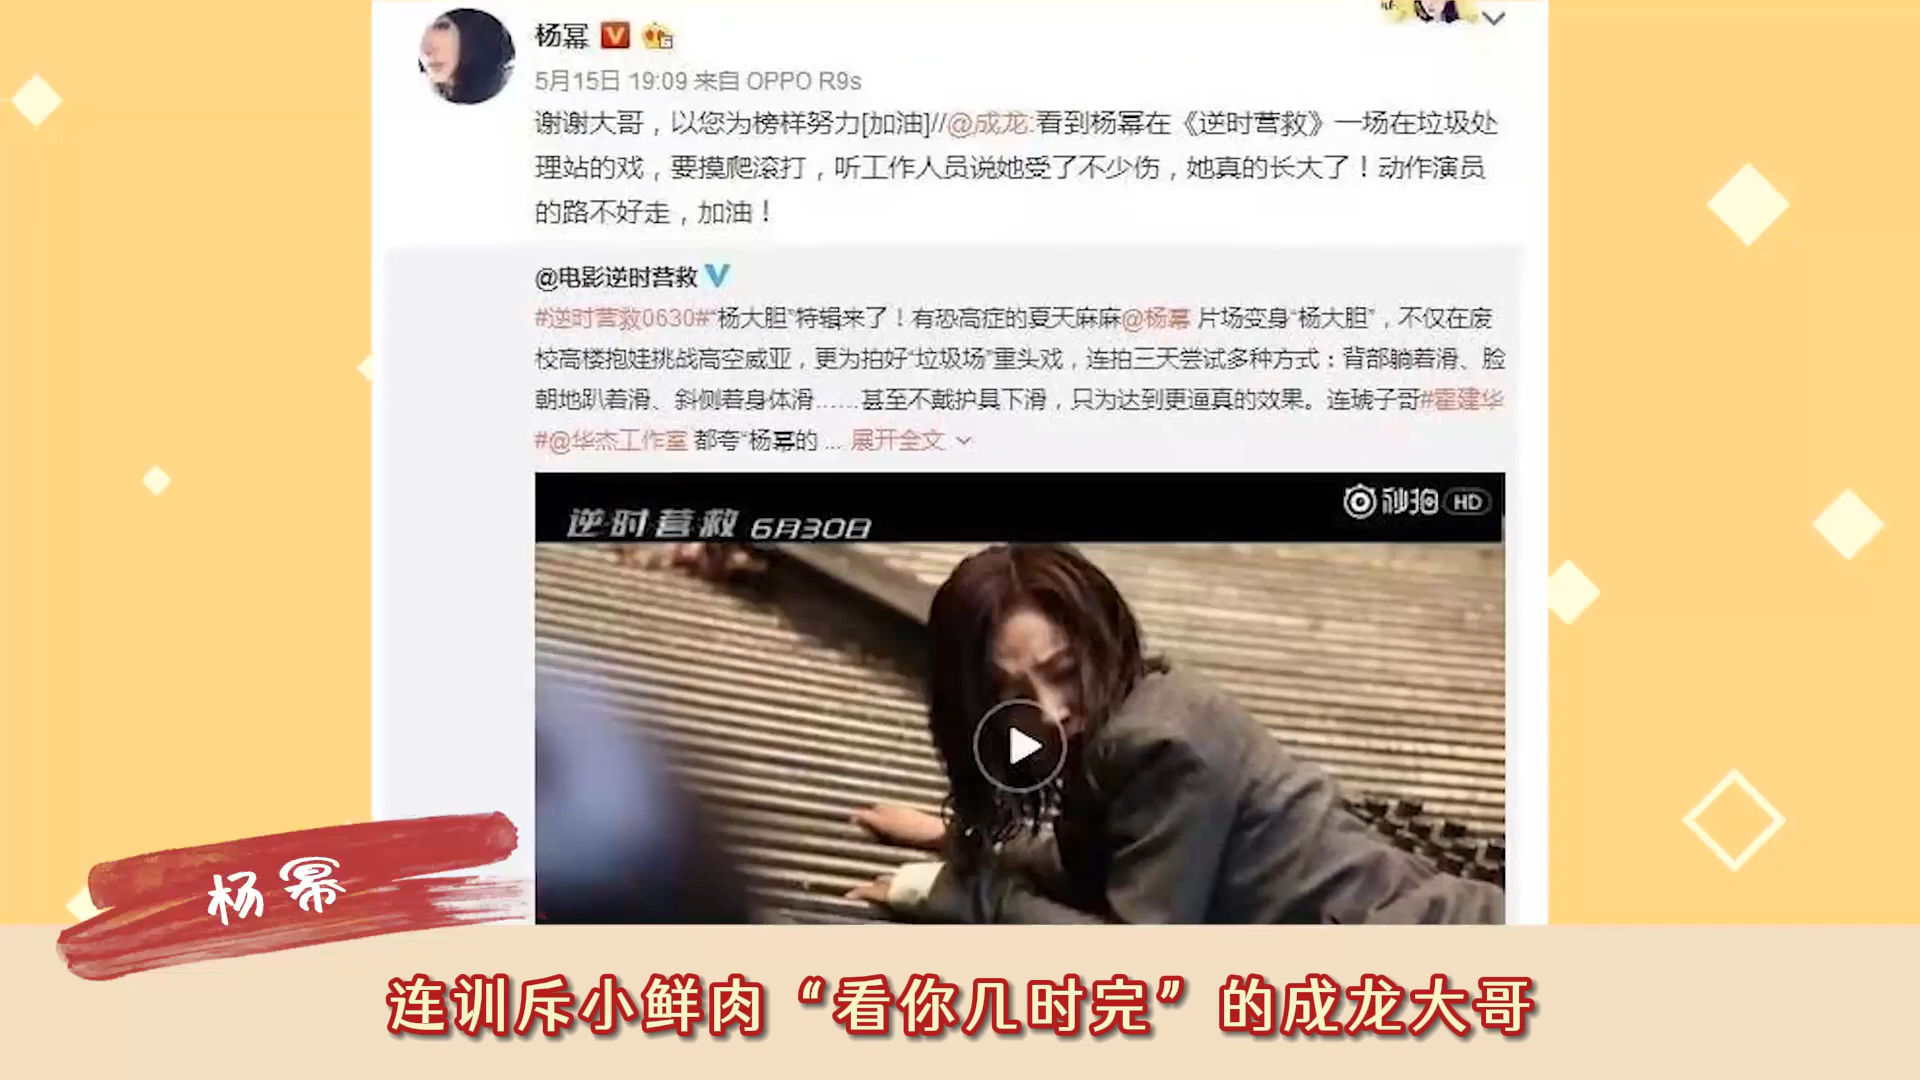 杨幂
5月15日 19:09 来自 OPPO R9s
谢谢大哥，以您为榜样努力[加油]//@成龙:看到杨幂在《逆时营救》一场在垃圾处
理站的戏，要摸爬滚打，听工作人员说她受了不少伤，她真的长大了！动作演员
的路不好走，加油！
@电影逆时营救
#逆时营救0630#“杨大胆”特辑来了！有恐高症的夏天麻麻@杨幂 片场变身“杨大胆”，不仅在废
校高楼抱娃挑战高空威亚，更为拍好“垃圾场”重头戏，连拍三天尝试多种方式：背部躺着滑、脸
朝地趴着滑、斜侧着身体滑……甚至不戴护具下滑，只为达到更逼真的效果。连琥子哥#霍建华
#@华杰工作室 都夸“杨幂的 ... 展开全文
逆时营救 6月30日
秒拍 HD
杨幂
连训斥小鲜肉“看你几时完”的成龙大哥